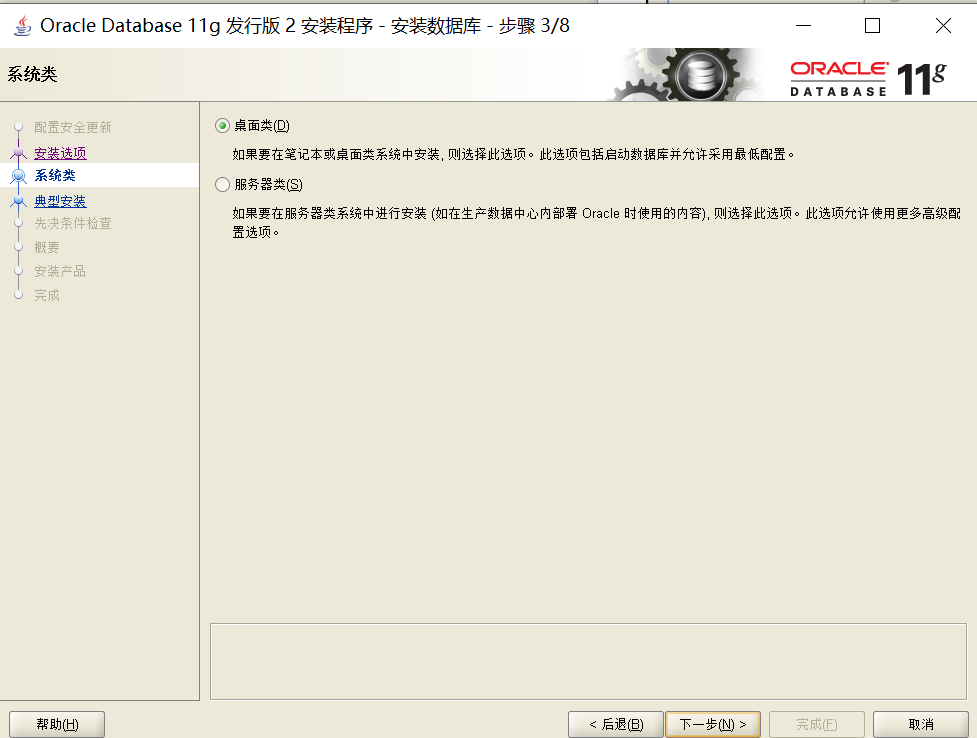 Oracle Database 11g 发行版 2 安装程序 - 安装数据库 - 步骤 3/8
系统类
ORACLE
DATABASE
11g
配置安全更新
安装选项
系统类
典型安装
先决条件检查
概要
安装产品
完成
桌面类(D)
如果要在笔记本或桌面类系统中安装, 则选择此选项。此选项包括启动数据库并允许采用最低配置。
服务器类(S)
如果要在服务器类系统中进行安装 (如在生产数据中心内部署 Oracle 时使用的内容), 则选择此选项。此选项允许使用更多高级配
置选项。
帮助(H)
< 后退(B)
下一步(N) >
完成(F)
取消